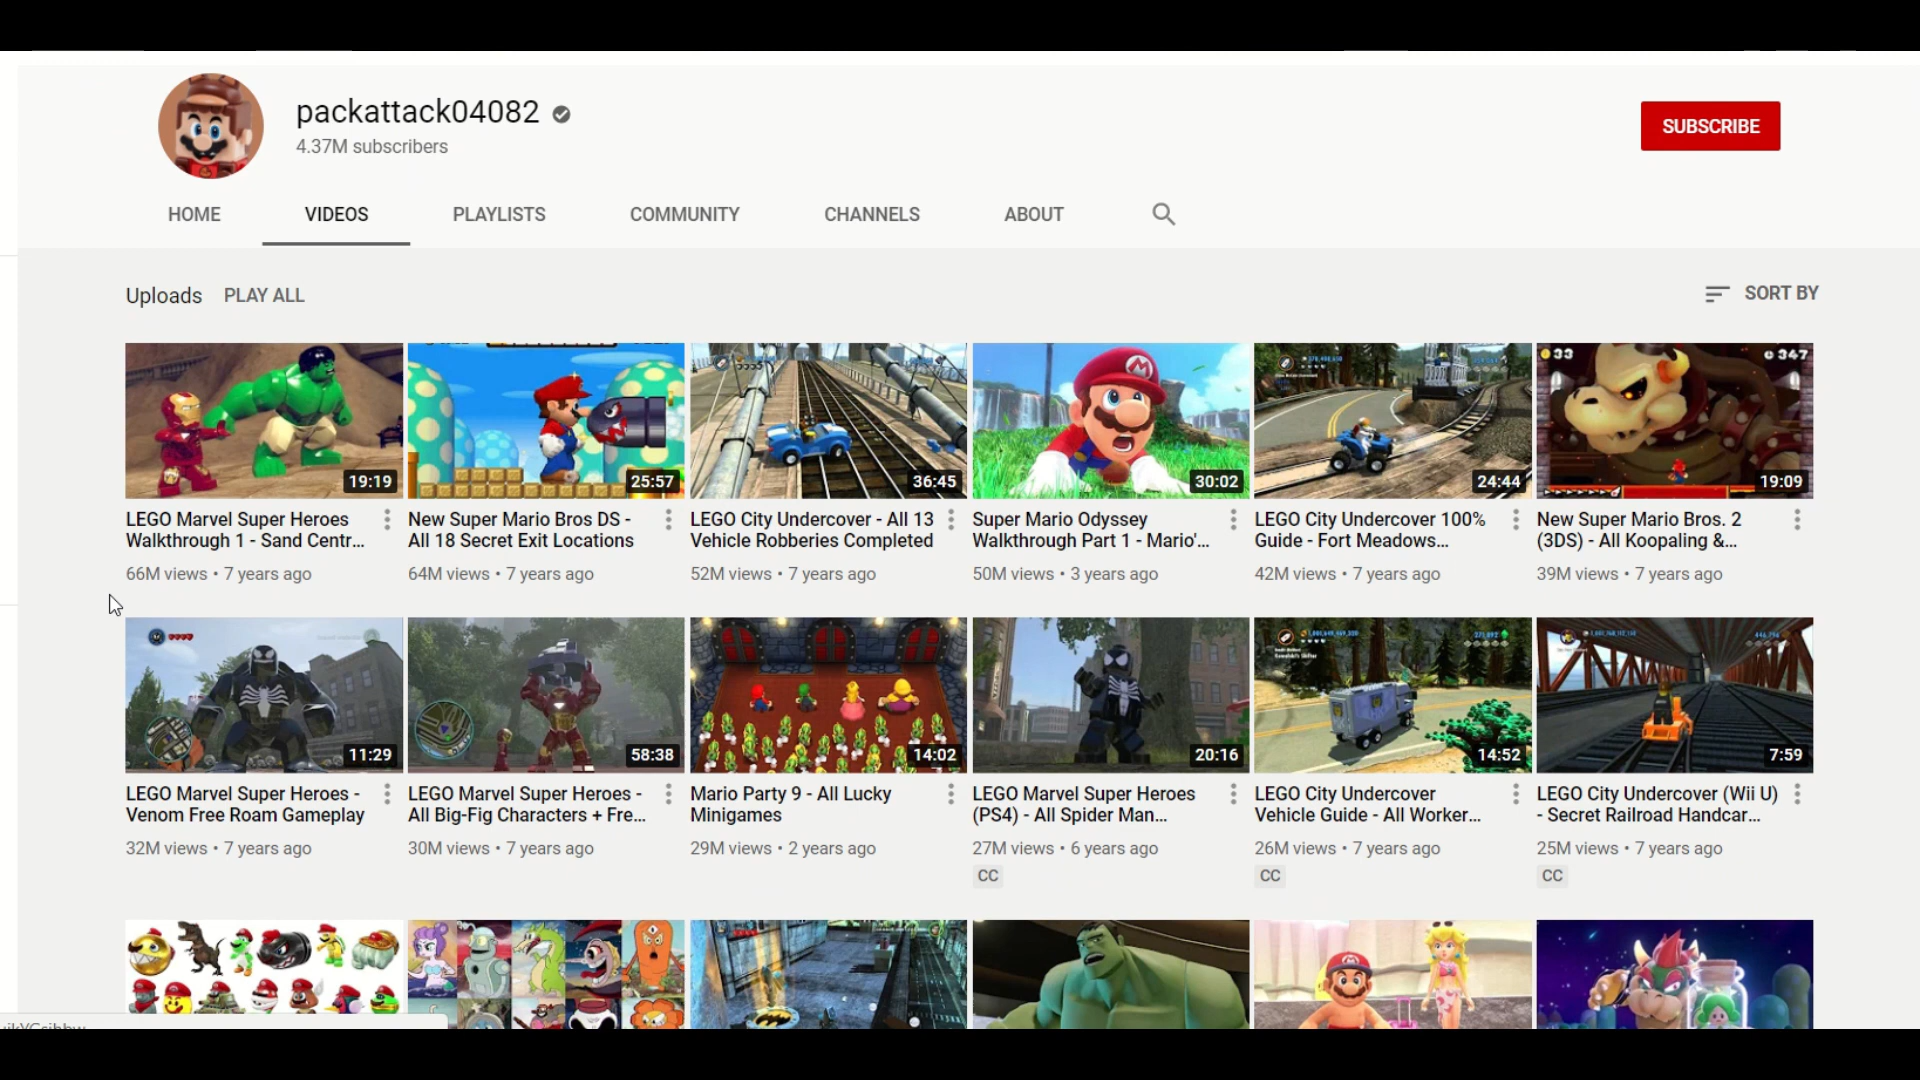 packattack04082
4.37M subscribers
SUBSCRIBE
HOME VIDEOS PLAYLISTS COMMUNITY CHANNELS ABOUT
Uploads PLAY ALL
SORT BY
33 347
19:19 25:57 36:45 30:02 24:44 19:09
LEGO Marvel Super Heroes
Walkthrough 1 - Sand Centr...
66M views • 7 years ago
New Super Mario Bros DS -
All 18 Secret Exit Locations
64M views • 7 years ago
LEGO City Undercover - All 13
Vehicle Robberies Completed
52M views • 7 years ago
Super Mario Odyssey
Walkthrough Part 1 - Mario'...
50M views • 3 years ago
LEGO City Undercover 100%
Guide - Fort Meadows...
42M views • 7 years ago
New Super Mario Bros. 2
(3DS) - All Koopaling &...
39M views • 7 years ago
11:29 58:38 14:02 20:16 14:52 7:59
LEGO Marvel Super Heroes -
Venom Free Roam Gameplay
32M views • 7 years ago
LEGO Marvel Super Heroes -
All Big-Fig Characters + Fre...
30M views • 7 years ago
Mario Party 9 - All Lucky
Minigames
29M views • 2 years ago
LEGO Marvel Super Heroes
(PS4) - All Spider Man...
27M views • 6 years ago
CC
LEGO City Undercover
Vehicle Guide - All Worker...
26M views • 7 years ago
CC
LEGO City Undercover (Wii U)
- Secret Railroad Handcar...
25M views • 7 years ago
CC